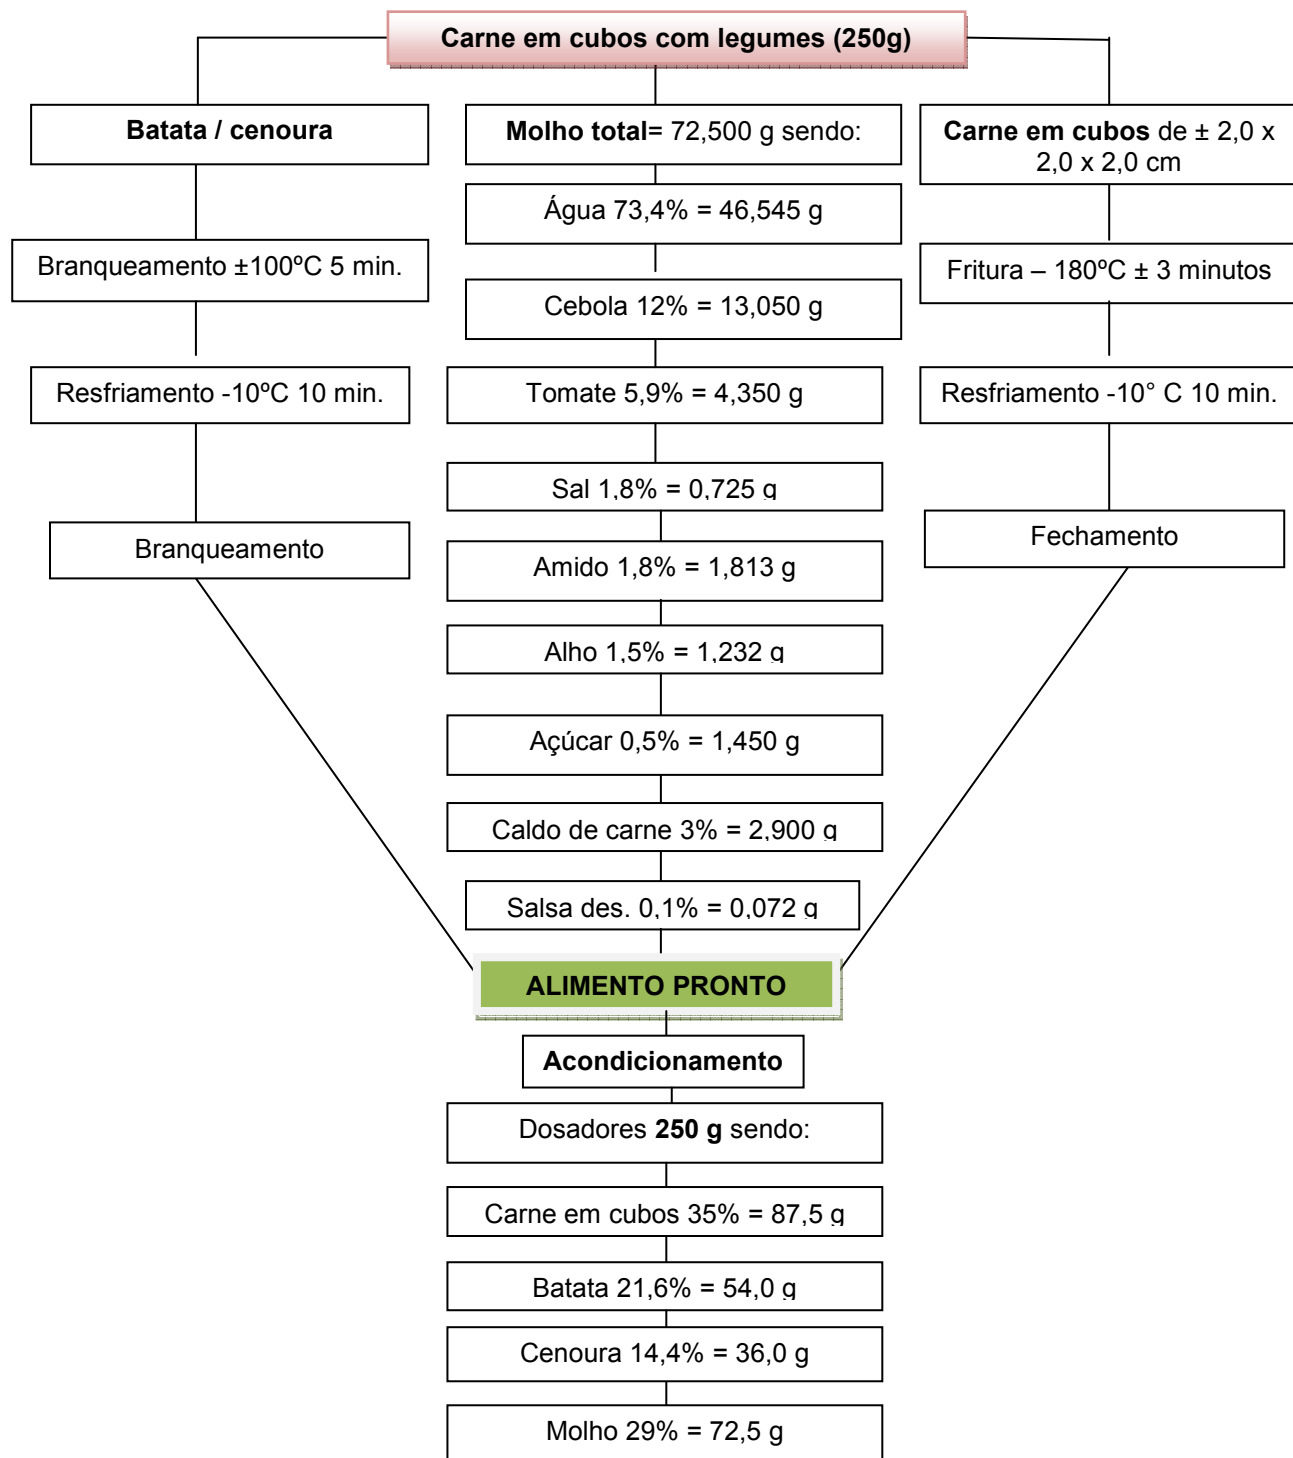 Carne em cubos com legumes (250g)
Batata / cenoura
Branqueamento ±100ºC 5 min.
Resfriamento -10ºC 10 min.
Branqueamento
Molho total= 72,500 g sendo:
Água 73,4% = 46,545 g
Cebola 12% = 13,050 g
Tomate 5,9% = 4,350 g
Sal 1,8% = 0,725 g
Amido 1,8% = 1,813 g
Alho 1,5% = 1,232 g
Açúcar 0,5% = 1,450 g
Caldo de carne 3% = 2,900 g
Salsa des. 0,1% = 0,072 g
Carne em cubos de ± 2,0 x
2,0 x 2,0 cm
Fritura – 180ºC ± 3 minutos
Resfriamento -10° C 10 min.
Fechamento
ALIMENTO PRONTO
Acondicionamento
Dosadores 250 g sendo:
Carne em cubos 35% = 87,5 g
Batata 21,6% = 54,0 g
Cenoura 14,4% = 36,0 g
Molho 29% = 72,5 g